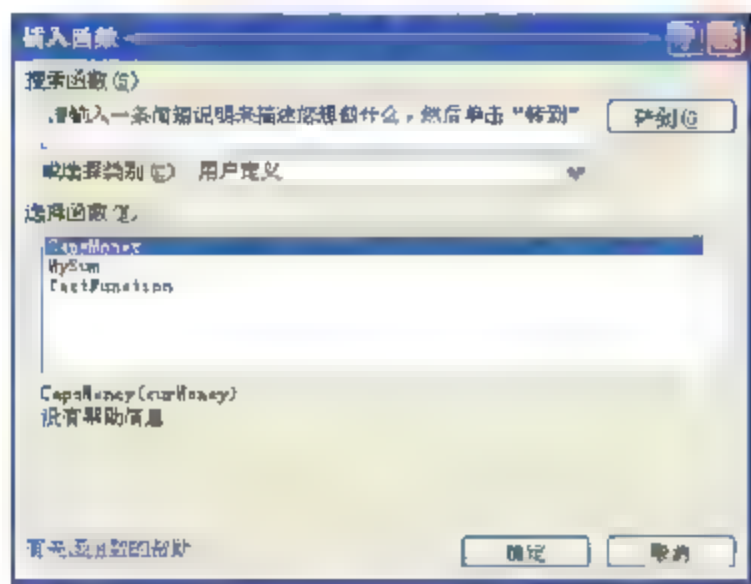 插入函数
搜索函数(S)
请输入一条简短说明来描述您想做什么，然后单击“转到”
转到(G)
或选择类别(C) 用户定义
选择函数(N)
CapsMoney
MySum
TestFunction
CapsMoney(curMoney)
没有帮助信息
有关该函数的帮助
确定
取消